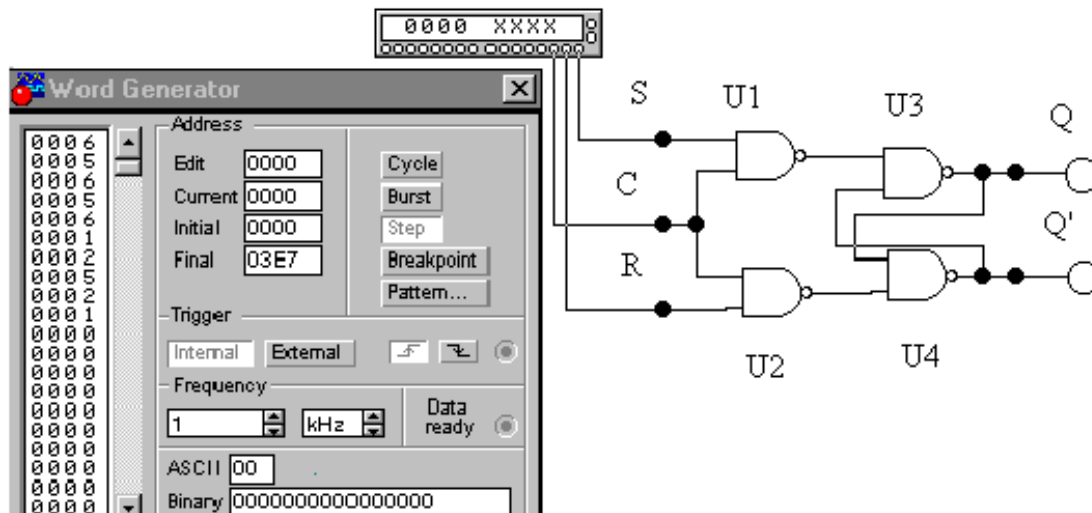 0000 XXXX
Word Generator
0006
0005
0006
0005
0006
0001
0002
0005
0002
0001
0000
0000
0000
0000
0000
0000
0000
0000
0000
0000
Address
Edit 0000
Current 0000
Initial 0000
Final 03E7
Cycle
Burst
Step
Breakpoint
Pattern...
Trigger
Internal External
Frequency
1 kHz
Data
ready
ASCII 00
Binary 0000000000000000
S U1 U3 Q
C Q'
R
U2 U4